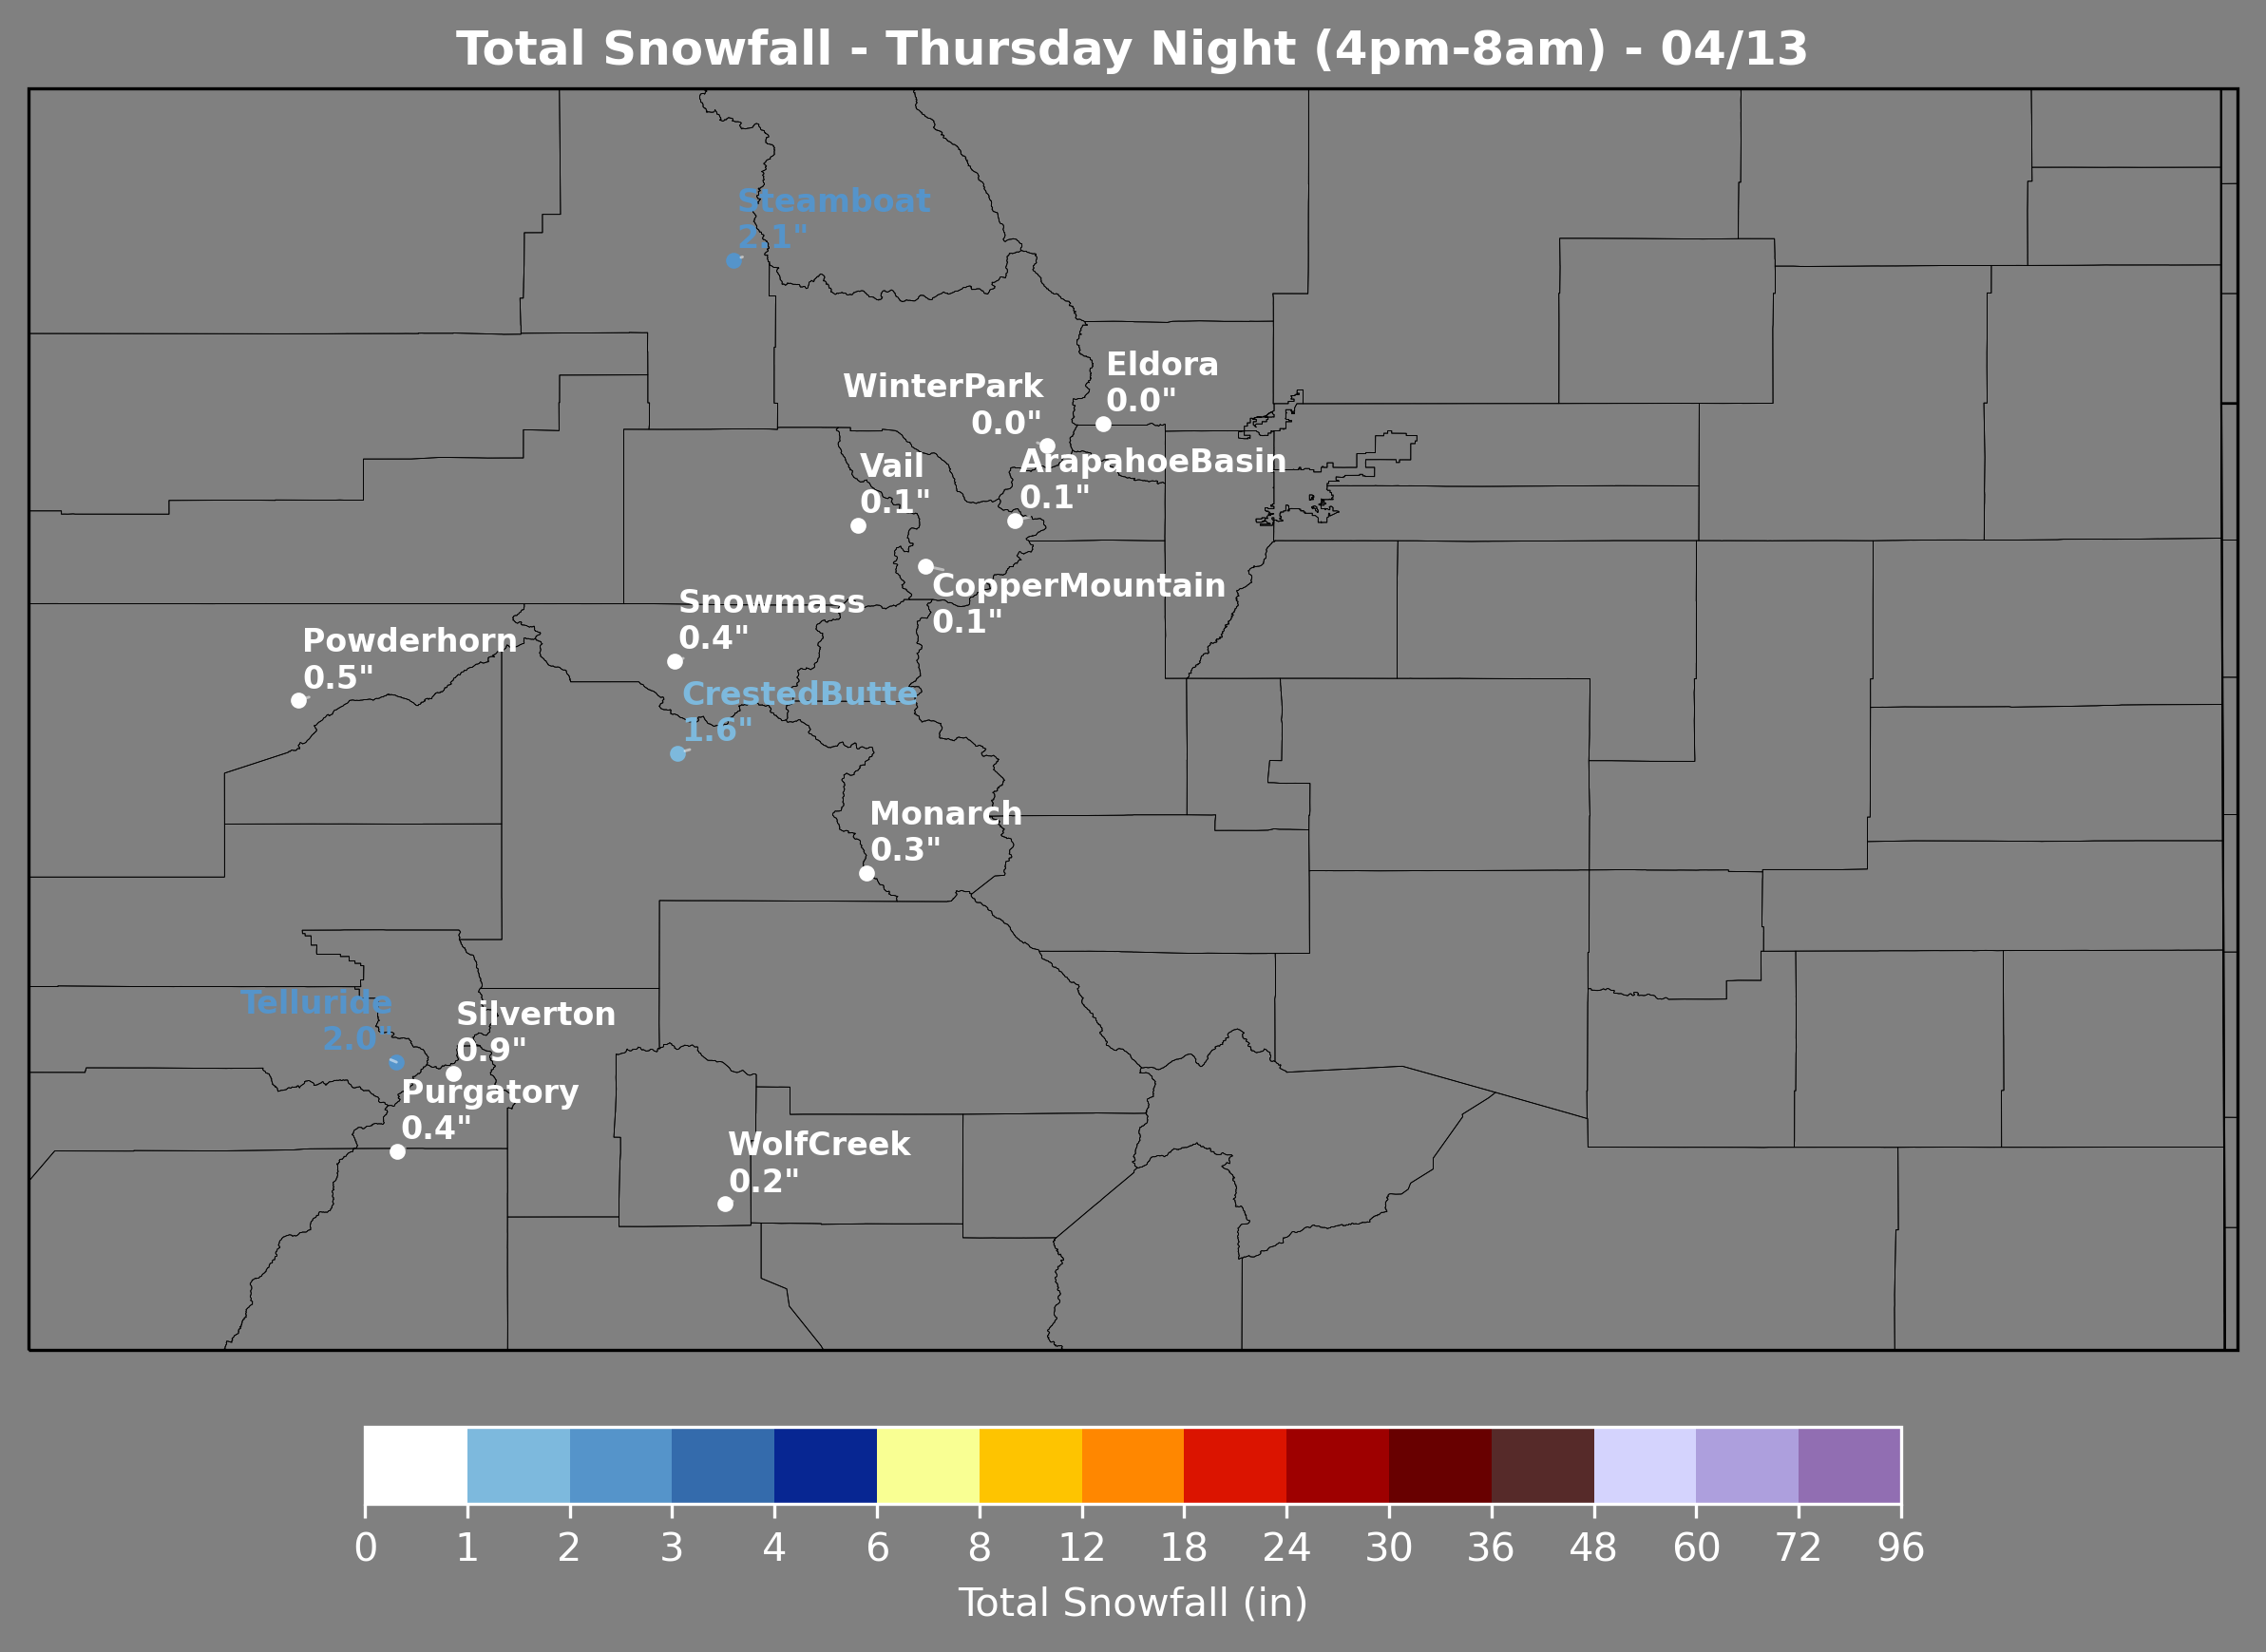 Total Snowfall - Thursday Night (4pm-8am) - 04/13
Steamboat
2.1"
Eldora
0.0"
WinterPark
0.0"
Vail
0.1"
ArapahoeBasin
0.1"
CopperMountain
0.1"
Snowmass
0.4"
Powderhorn
0.5"
CrestedButte
1.6"
Monarch
0.3"
Telluride
2.0"
Silverton
0.9"
Purgatory
0.4"
WolfCreek
0.2"
0 1 2 3 4 6 8 12 18 24 30 36 48 60 72 96
Total Snowfall (in)